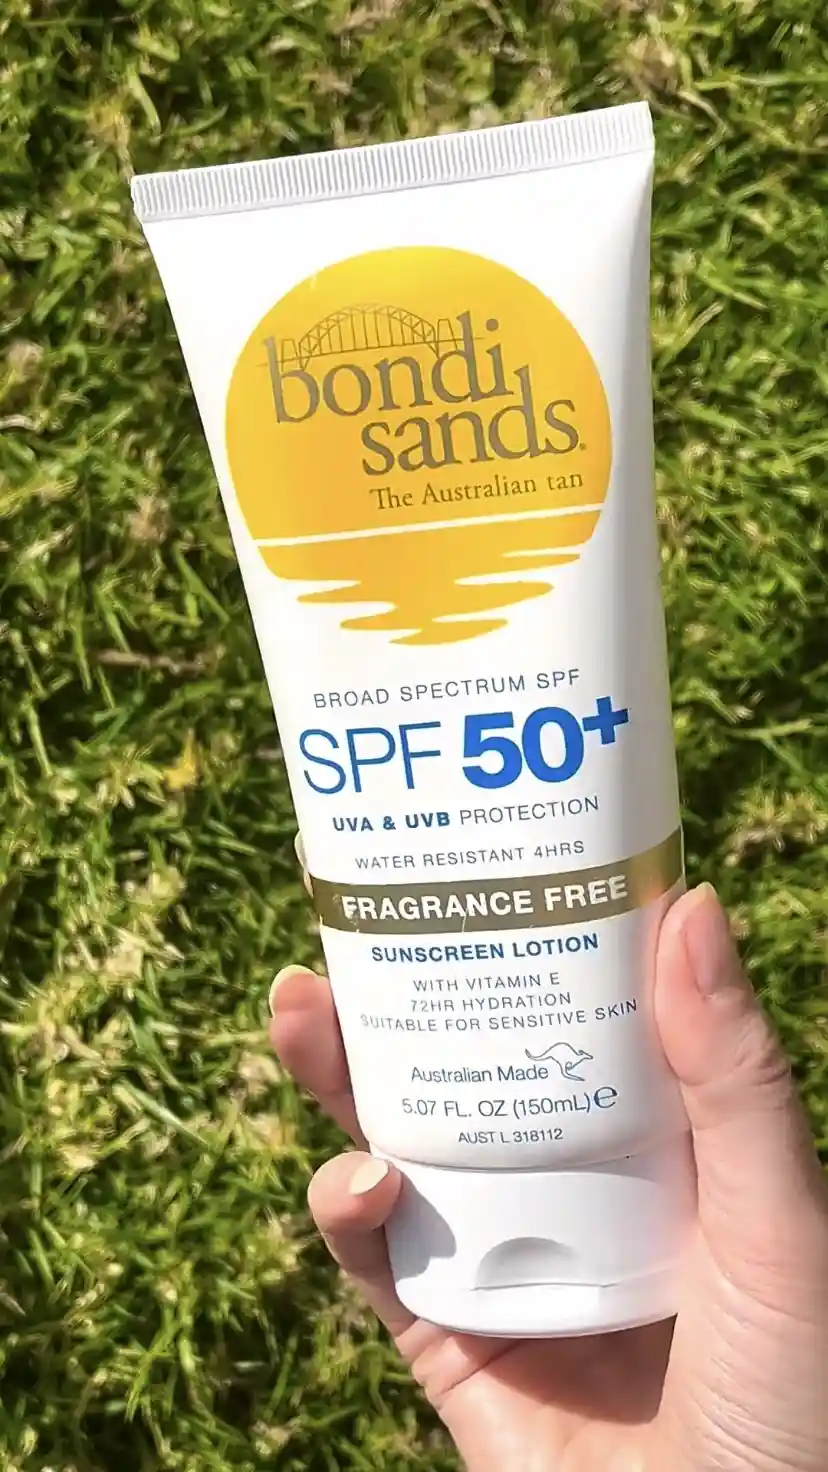 bondi
sands
The Australian tan
BROAD SPECTRUM SPF
SPF 50+
UVA & UVB PROTECTION
WATER RESISTANT 4HRS
FRAGRANCE FREE
SUNSCREEN LOTION
WITH VITAMIN E
72HR HYDRATION
SUITABLE FOR SENSITIVE SKIN
Australian Made
5.07 FL. OZ (150mL) ℮
AUST L 318112